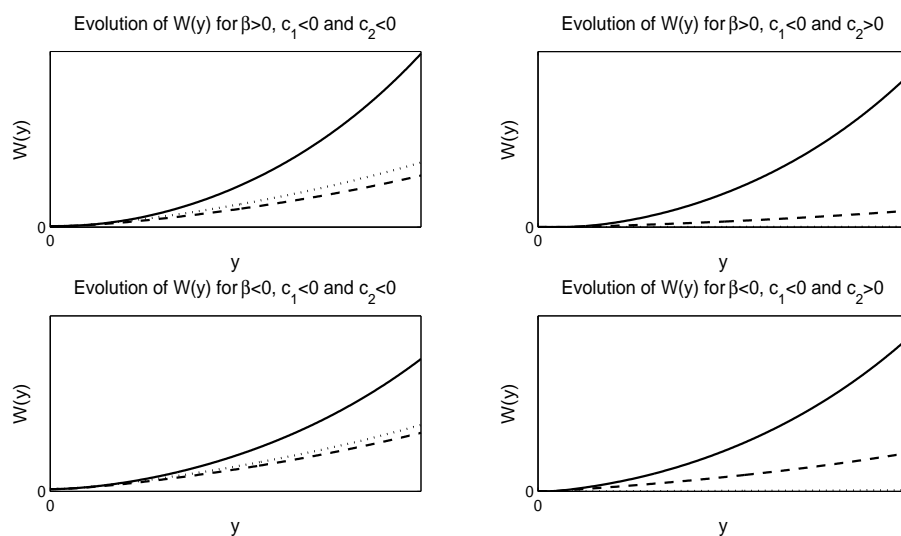 Evolution of W(y) for β>0, c₁<0 and c₂<0
W(y)
0
0
y
Evolution of W(y) for β>0, c₁<0 and c₂>0
W(y)
0
0
y
Evolution of W(y) for β<0, c₁<0 and c₂<0
W(y)
0
0
y
Evolution of W(y) for β<0, c₁<0 and c₂>0
W(y)
0
0
y